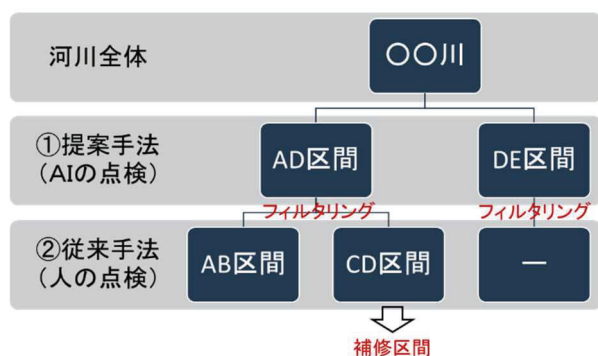 河川全体
〇〇川
①提案手法
(AIの点検)
AD区間
DE区間
フィルタリング
フィルタリング
②従来手法
(人の点検)
AB区間
CD区間
ー
補修区間